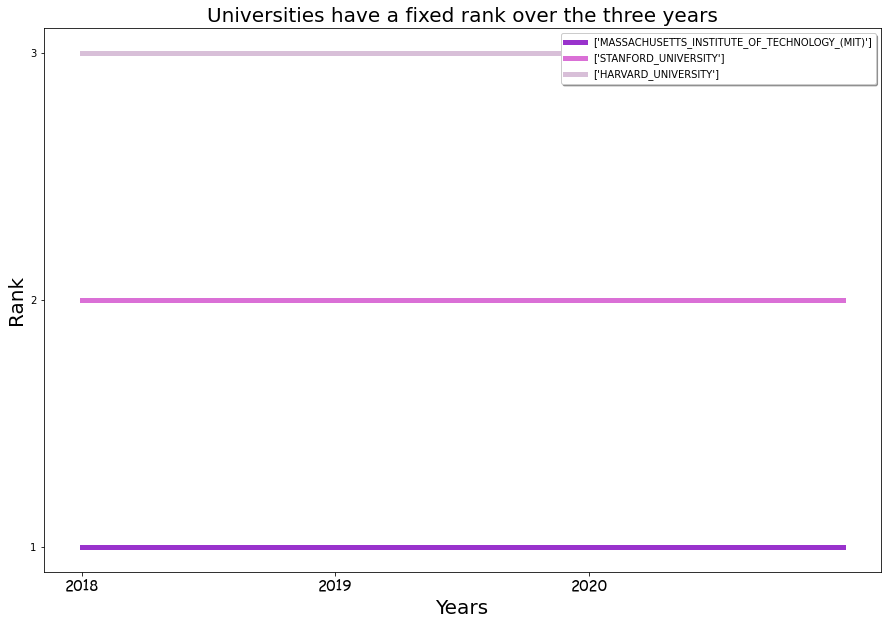 Universities have a fixed rank over the three years
['MASSACHUSETTS_INSTITUTE_OF_TECHNOLOGY_(MIT)']
['STANFORD_UNIVERSITY']
['HARVARD_UNIVERSITY']
Rank
3
2
1
2018 2019 2020
Years